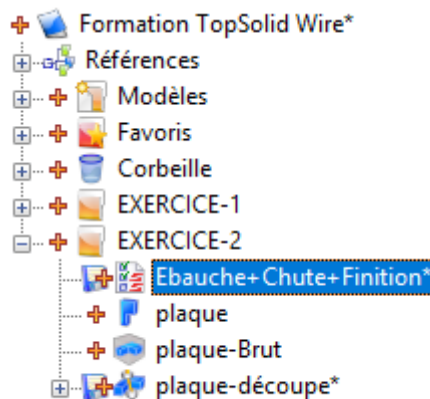 Formation TopSolid Wire*
Références
Modèles
Favoris
Corbeille
EXERCICE-1
EXERCICE-2
Ebauche+Chute+Finition*
plaque
plaque-Brut
plaque-découpe*